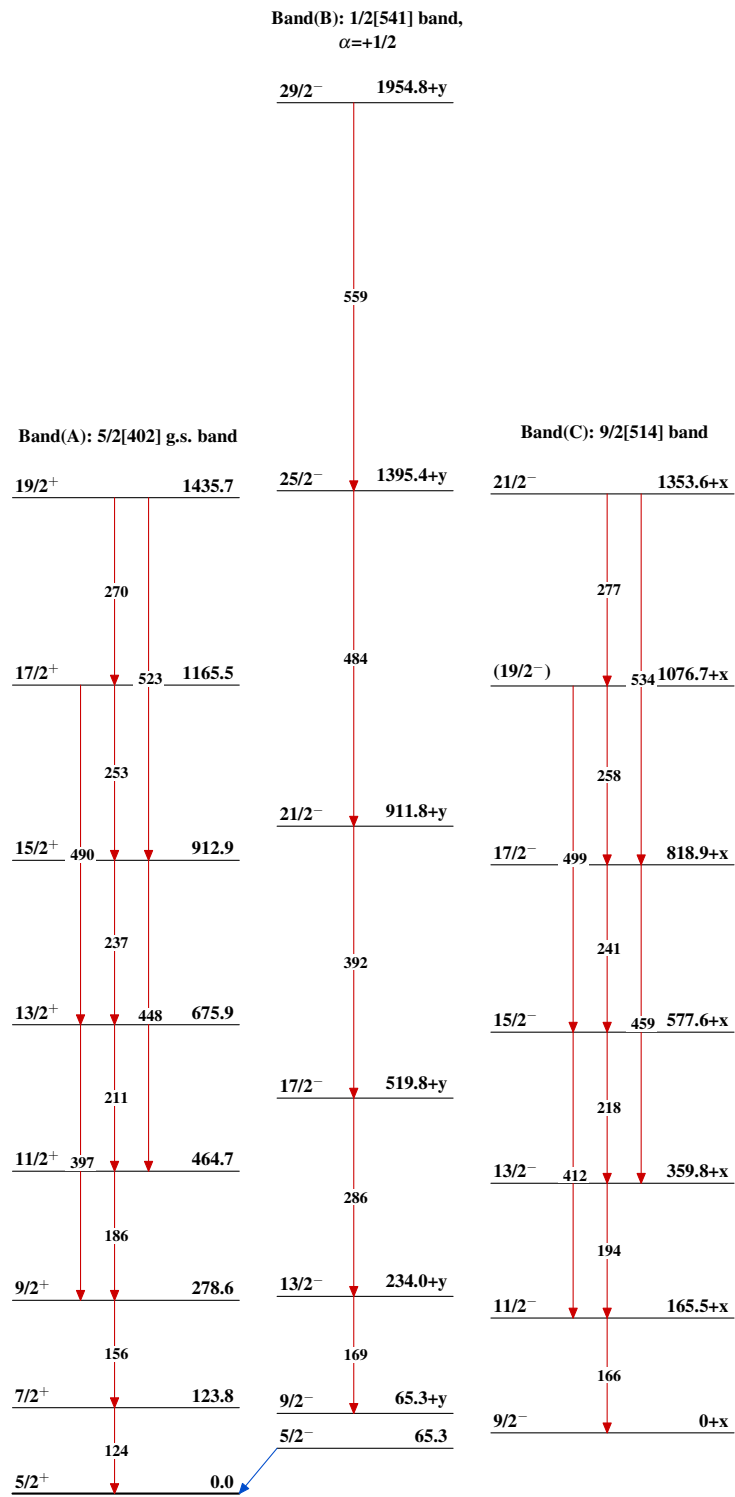 Band(B): 1/2[541] band,
α=+1/2
29/2⁻ 1954.8+y
559
25/2⁻ 1395.4+y
484
21/2⁻ 911.8+y
392
17/2⁻ 519.8+y
286
13/2⁻ 234.0+y
169
9/2⁻ 65.3+y
5/2⁻ 65.3
Band(A): 5/2[402] g.s. band
19/2⁺ 1435.7
270
523
17/2⁺ 1165.5
253
490
15/2⁺ 912.9
237
448
13/2⁺ 675.9
211
397
11/2⁺ 464.7
186
9/2⁺ 278.6
156
7/2⁺ 123.8
124
5/2⁺ 0.0
Band(C): 9/2[514] band
21/2⁻ 1353.6+x
277
534
(19/2⁻) 1076.7+x
258
499
17/2⁻ 818.9+x
241
459
15/2⁻ 577.6+x
218
412
13/2⁻ 359.8+x
194
11/2⁻ 165.5+x
166
9/2⁻ 0+x